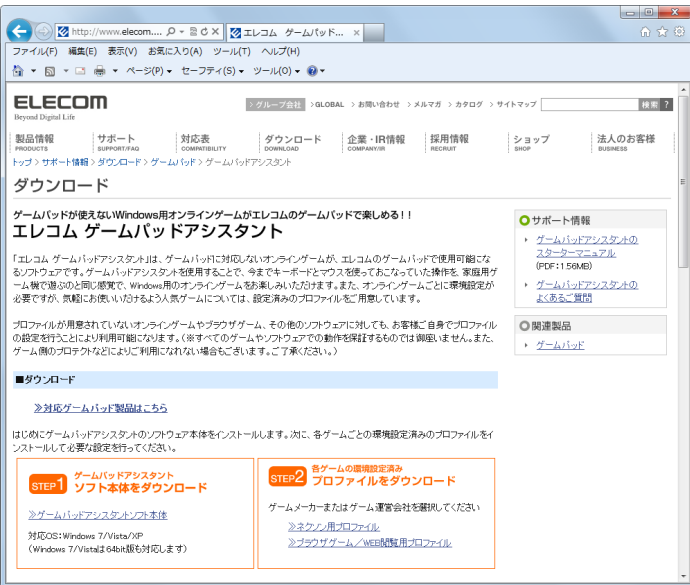 http://www.elecom....
エレコム ゲームパッド...
ファイル(F) 編集(E) 表示(V) お気に入り(A) ツール(T) ヘルプ(H)
ページ(P) セーフティ(S) ツール(O)
ELECOM
Beyond Digital Life
> グループ会社 > GLOBAL > お問い合わせ > メルマガ > カタログ > サイトマップ 検索 ?
製品情報 サポート 対応表 ダウンロード 企業・IR情報 採用情報 ショップ 法人のお客様
PRODUCTS SUPPORT/FAQ COMPATIBILITY DOWNLOAD COMPANY/IR RECRUIT SHOP BUSINESS
トップ > サポート情報 > ダウンロード > ゲームパッド > ゲームパッドアシスタント
ダウンロード
ゲームパッドが使えないWindows用オンラインゲームがエレコムのゲームパッドで楽しめる!!
エレコム ゲームパッドアシスタント
「エレコム ゲームパッドアシスタント」は、ゲームパッドに対応しないオンラインゲームが、エレコムのゲームパッドで使用可能にな
るソフトウェアです。ゲームパッドアシスタントを使用することで、今までキーボードとマウスを使っておこなっていた操作を、家庭用ゲ
ーム機で遊ぶのと同じ感覚で、Windows用のオンラインゲームをお楽しみいただけます。また、オンラインゲームごとに環境設定が
必要ですが、気軽にお使いいただけるよう人気ゲームについては、設定済みのプロファイルをご用意しています。
プロファイルが用意されていないオンラインゲームやブラウザゲーム、その他のソフトウェアに対しても、お客様ご自身でプロファイル
の設定を行うことにより利用可能になります。(※すべてのゲームやソフトウェアでの動作を保証するものでは御座いません。また、
ゲーム側のプロテクトなどによりご利用になれない場合もございます。ご了承ください。)
■ダウンロード
≫対応ゲームパッド製品はこちら
はじめにゲームパッドアシスタントのソフトウェア本体をインストールします。次に、各ゲームごとの環境設定済みのプロファイルをイ
ンストールして必要な設定を行ってください。
STEP1 ゲームパッドアシスタント
ソフト本体をダウンロード
≫ゲームパッドアシスタントソフト本体
対応OS:Windows 7/Vista/XP
(Windows 7/Vistaは64bit版も対応します)
STEP2 各ゲームの環境設定済み
プロファイルをダウンロード
ゲームメーカーまたはゲーム運営会社を選択してください
≫ネクソン用プロファイル
≫ブラウザゲーム/WEB閲覧用プロファイル
サポート情報
ゲームパッドアシスタントの
スターターマニュアル
(PDF:1.56MB)
ゲームパッドアシスタントの
よくあるご質問
関連製品
ゲームパッド